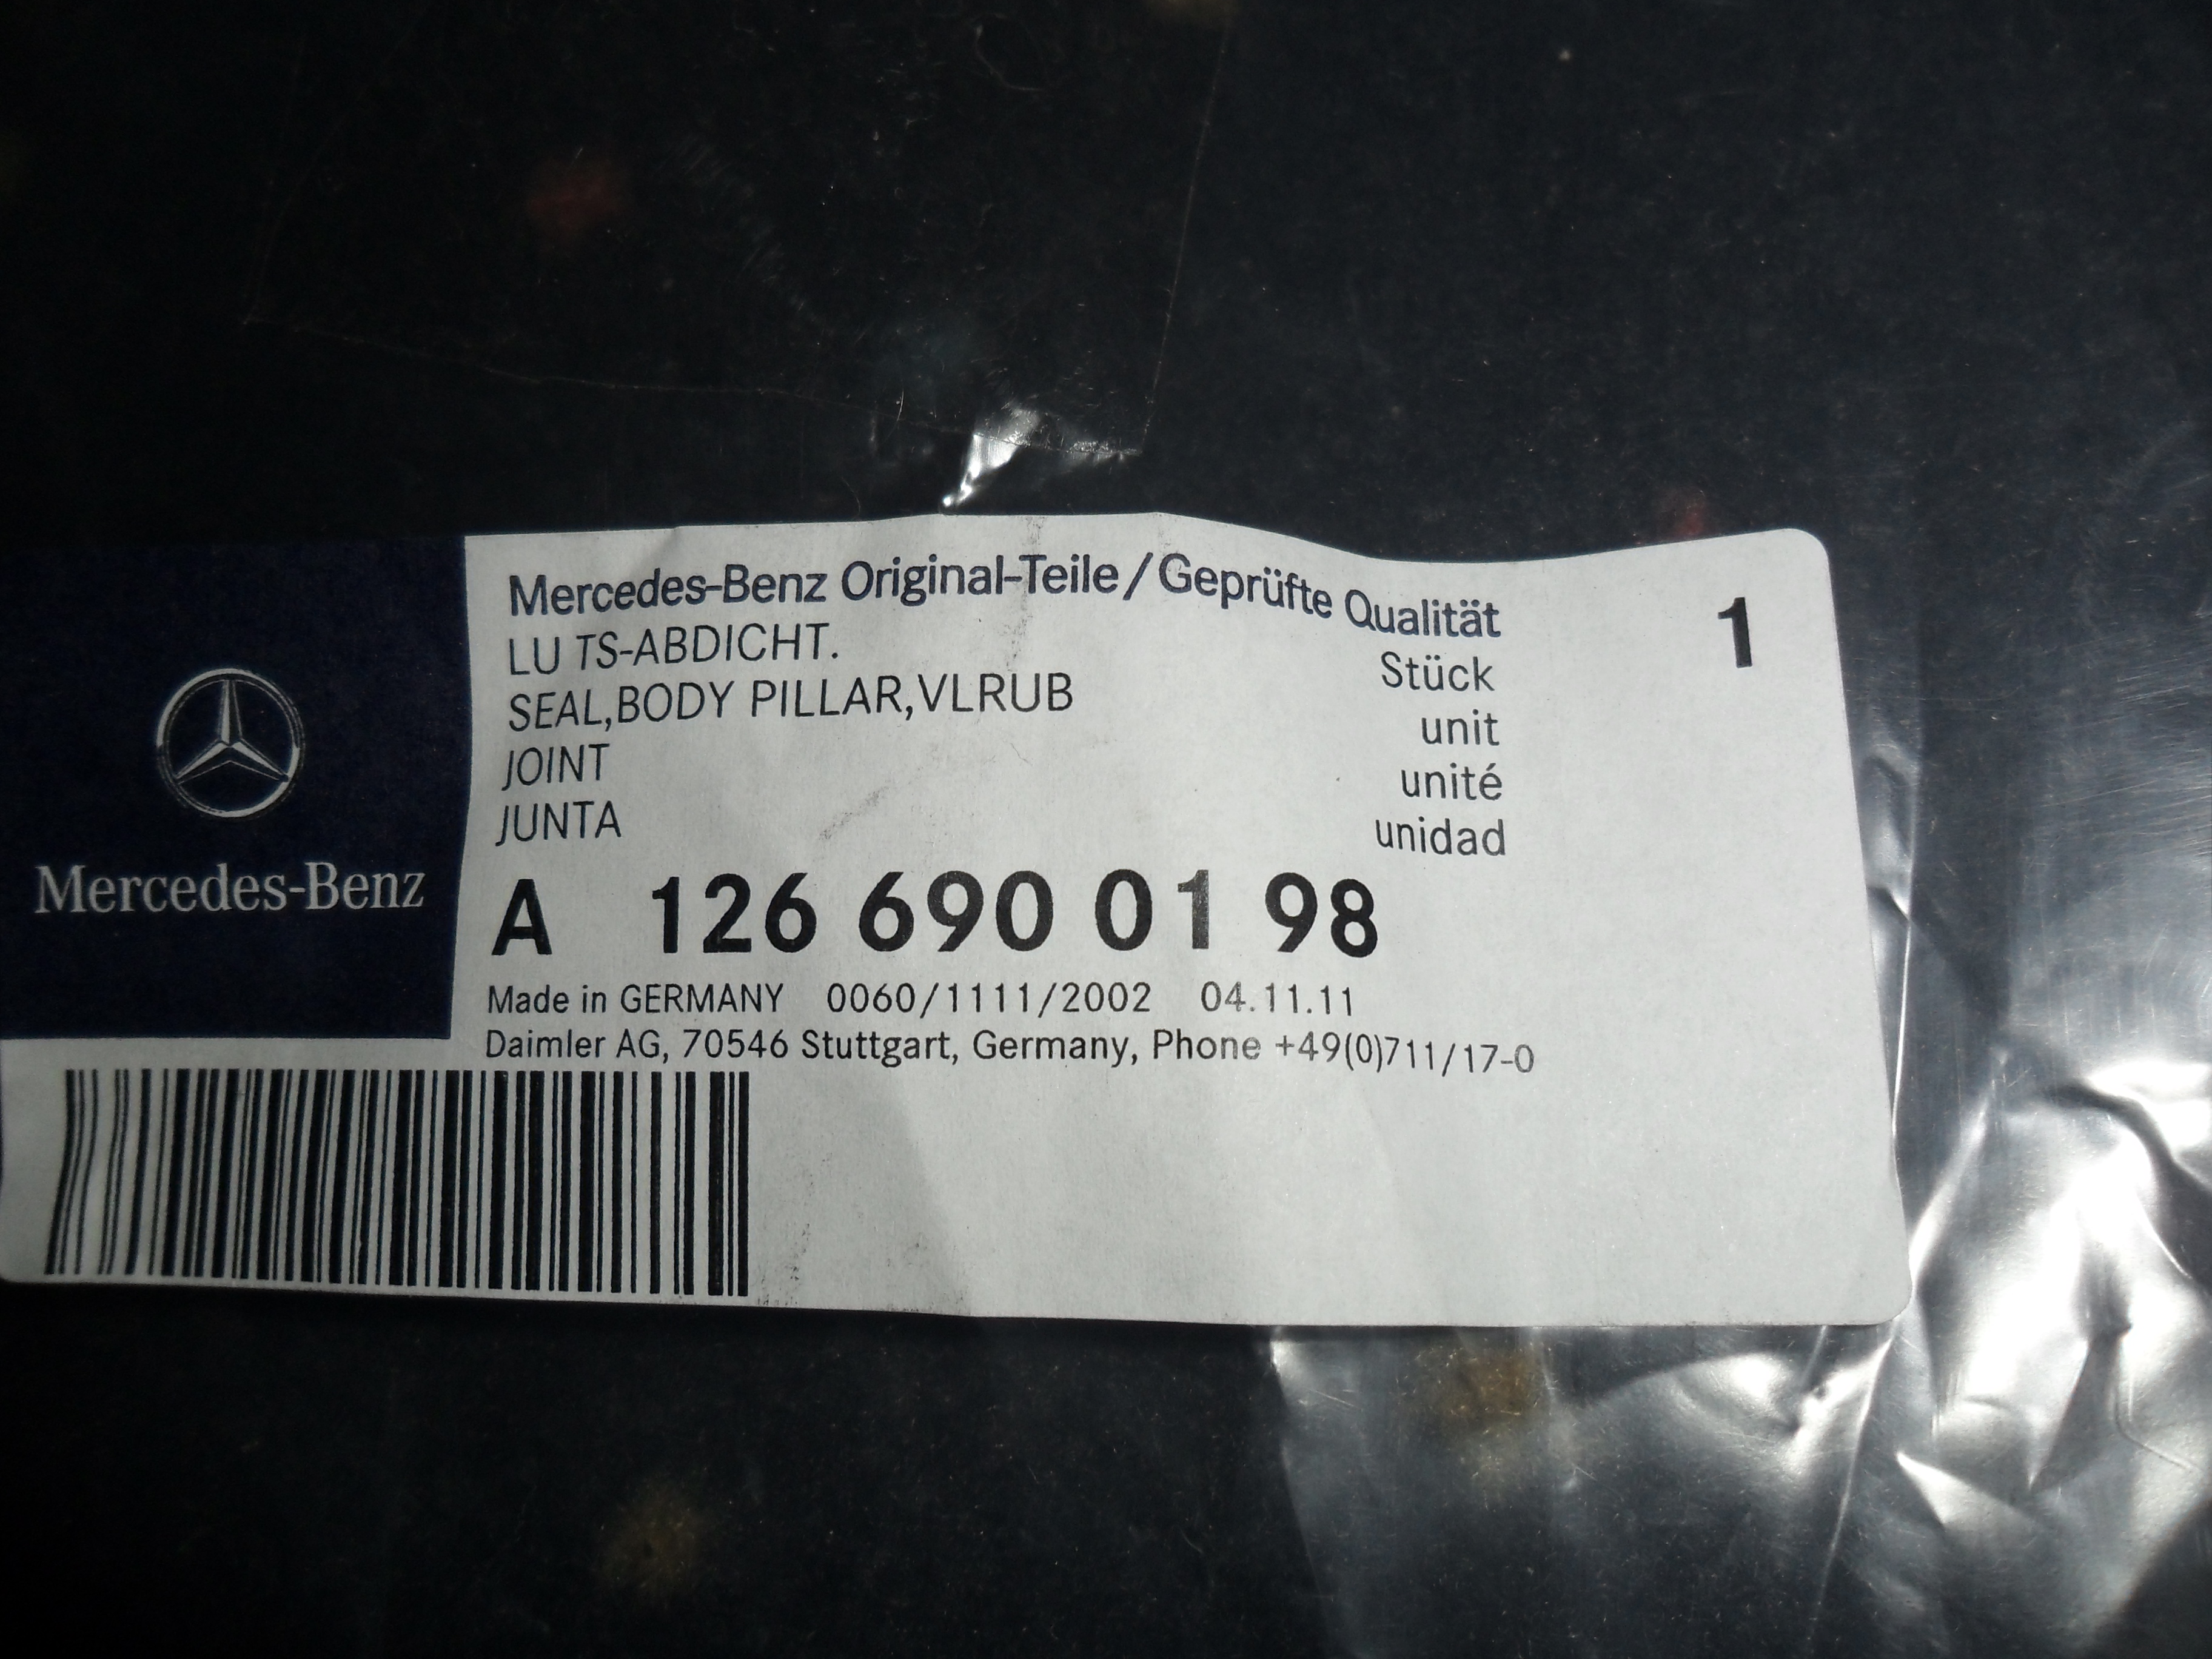 Mercedes-Benz
Mercedes-Benz Original-Teile/Geprüfte Qualität
LU TS-ABDICHT. Stück 1
SEAL,BODY PILLAR,VLRUB unit
JOINT unité
JUNTA unidad
A 126 690 01 98
Made in GERMANY 0060/1111/2002 04.11.11
Daimler AG, 70546 Stuttgart, Germany, Phone +49(0)711/17-0